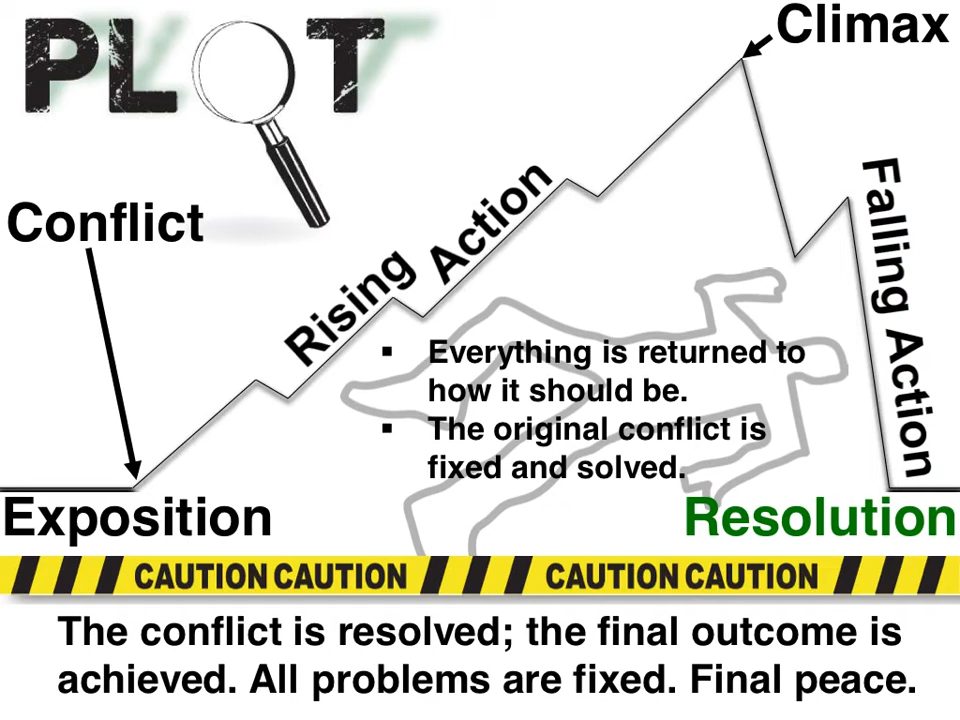 PLOT
Climax
Conflict
Rising Action
Falling Action
▪ Everything is returned to
how it should be.
▪ The original conflict is
fixed and solved.
Exposition
Resolution
CAUTION CAUTION CAUTION CAUTION
The conflict is resolved; the final outcome is
achieved. All problems are fixed. Final peace.